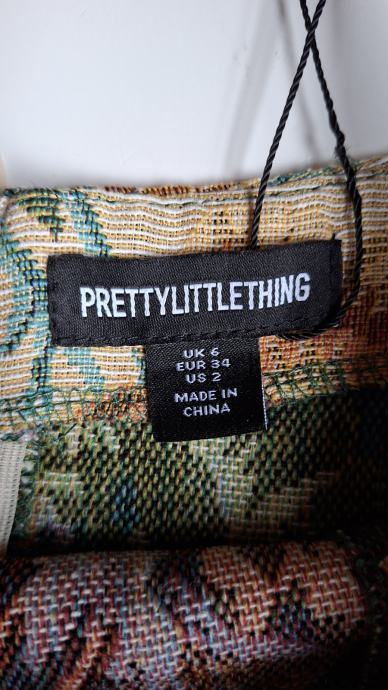 PRETTYLITTLETHING
UK 6
EUR 34
US 2
MADE IN
CHINA